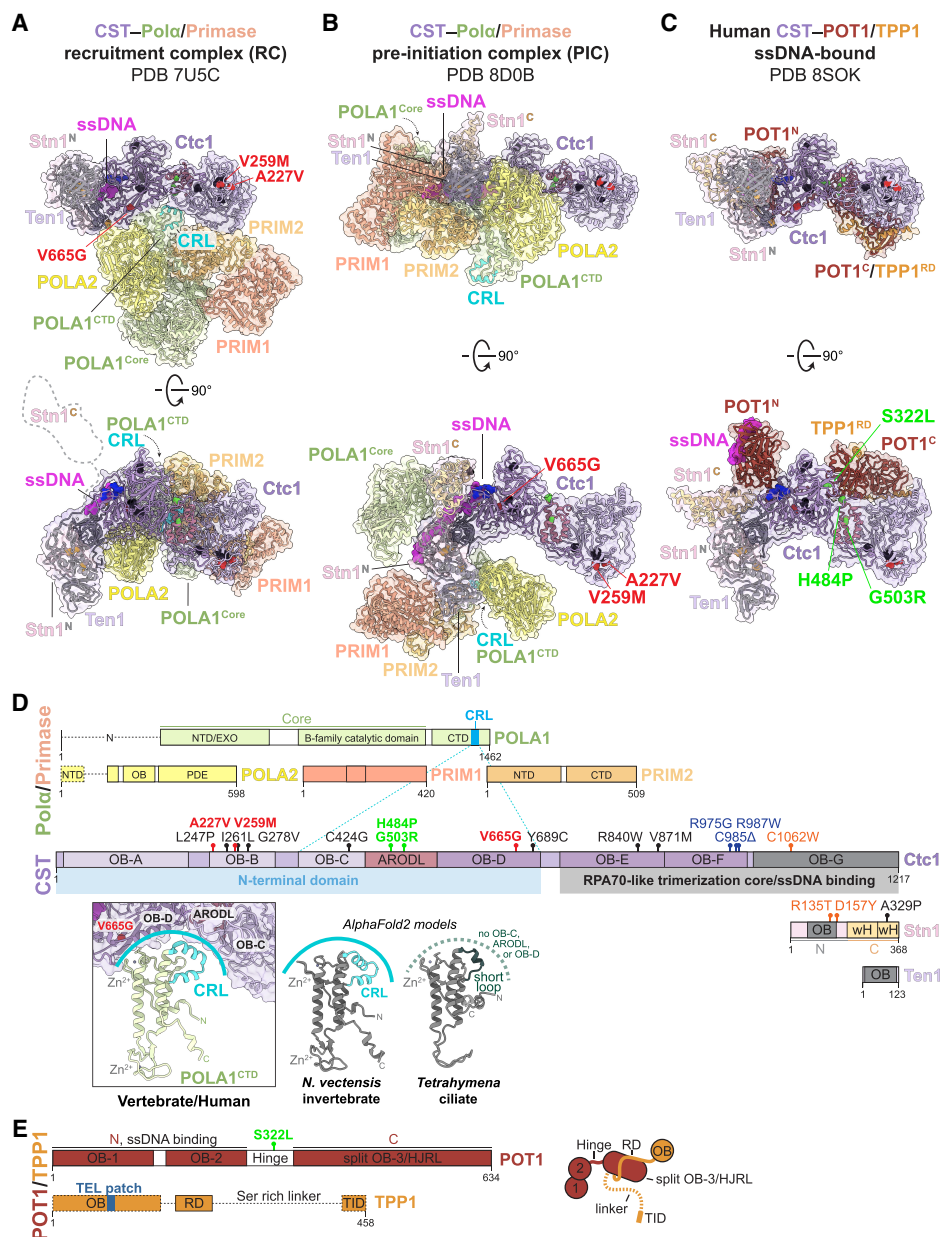 A
CST–Polα/Primase
recruitment complex (RC)
PDB 7U5C
ssDNA
Stn1N
Ctc1
V259M
A227V
Ten1
V665G
CRL
PRIM2
POLA2
POLA1CTD
PRIM1
POLA1Core
90°
Stn1C
POLA1CTD
CRL
PRIM2
ssDNA
Ctc1
POLA2
PRIM1
Ten1
POLA1Core
Stn1N
B
CST–Polα/Primase
pre-initiation complex (PIC)
PDB 8D0B
ssDNA
POLA1Core
Stn1C
Stn1N
Ten1
Ctc1
PRIM1
PRIM2
POLA2
POLA1CTD
CRL
90°
ssDNA
Stn1C
POLA1Core
V665G
Ctc1
Stn1N
A227V
V259M
POLA2
PRIM1
CRL
PRIM2
POLA1CTD
Ten1
C
Human CST–POT1/TPP1
ssDNA-bound
PDB 8SOK
Stn1C
POT1N
Ten1
Stn1N
Ctc1
POT1C/TPP1RD
90°
POT1N
S322L
ssDNA
TPP1RD
POT1C
Stn1C
Stn1N
Ctc1
H484P
Ten1
G503R
D
Polα/Primase
Core
CRL
N
NTD/EXO
B-family catalytic domain
CTD
POLA1
1
1462
NTD
OB
PDE
POLA2
PRIM1
NTD
CTD
PRIM2
1
598
1
420
1
509
CST
A227V V259M
H484P
R975G R987W
L247P I261L G278V
C424G
G503R
V665G
Y689C
R840W V871M
C985Δ
C1062W
OB-A
OB-B
OB-C
ARODL
OB-D
OB-E
OB-F
OB-G
Ctc1
1
N-terminal domain
RPA70-like trimerization core/ssDNA binding
1217
R135T D157Y A329P
OB
wH
wH
Stn1
1
N
C
368
OB
Ten1
1
123
V665G
OB-D
ARODL
OB-C
Zn2+
CRL
N
C
Zn2+
POLA1CTD
Vertebrate/Human
AlphaFold2 models
Zn2+
CRL
N
C
Zn2+
N. vectensis
invertebrate
no OB-C,
ARODL,
or OB-D
short
loop
Zn2+
N
C
Tetrahymena
ciliate
E
POT1/TPP1
N, ssDNA binding
S322L
C
OB-1
OB-2
Hinge
split OB-3/HJRL
POT1
1
634
TEL patch
OB
RD
Ser rich linker
TID
TPP1
1
458
Hinge
RD
OB
2
1
split OB-3/HJRL
linker
TID